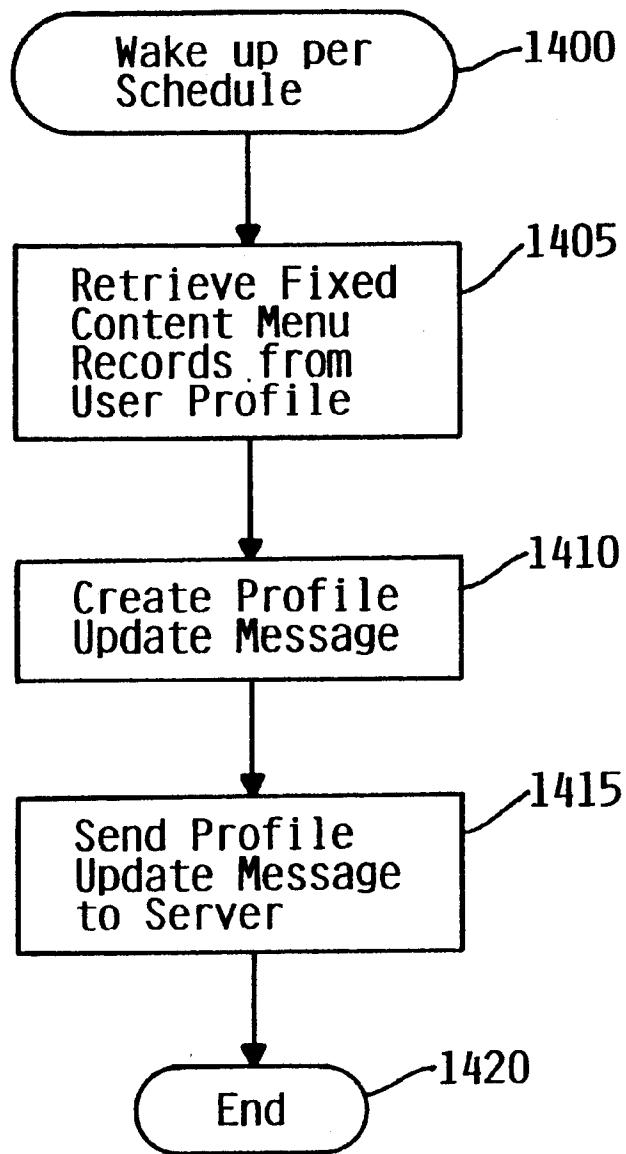 Wake up per
Schedule
1400
Retrieve Fixed
Content Menu
Records from
User Profile
1405
Create Profile
Update Message
1410
Send Profile
Update Message
to Server
1415
End
1420